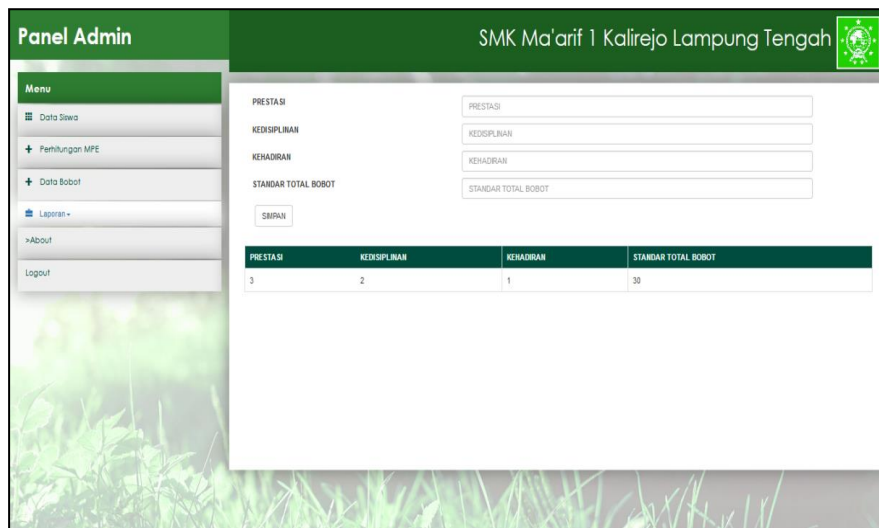 Panel Admin
SMK Ma'arif 1 Kalirejo Lampung Tengah
Menu
Data Siswa
+ Perhitungan MPE
+ Data Bobot
Laporan
>About
Logout
PRESTASI
PRESTASI
KEDISIPLINAN
KEDISIPLINAN
KEHADIRAN
KEHADIRAN
STANDAR TOTAL BOBOT
STANDAR TOTAL BOBOT
SIMPAN
PRESTASI KEDISIPLINAN KEHADIRAN STANDAR TOTAL BOBOT
3 2 1 30